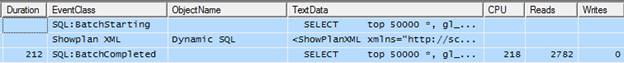 Duration EventClass ObjectName TextData CPU Reads Writes
SQL:BatchStarting SELECT top 50000 *, gl_...
Showplan XML Dynamic SQL <ShowPlanXML xmlns="http://sc...
212 SQL:BatchCompleted SELECT top 50000 *, gl_... 218 2782 0